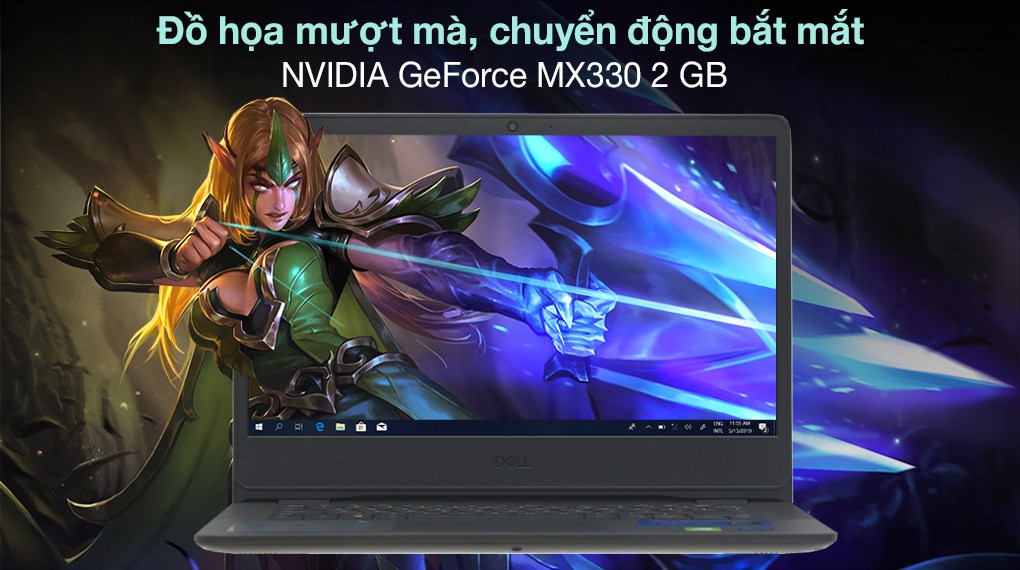 Đồ họa mượt mà, chuyển động bắt mắt
NVIDIA GeForce MX330 2 GB
ENG 11:55 AM
INTL 5/13/2019
DELL